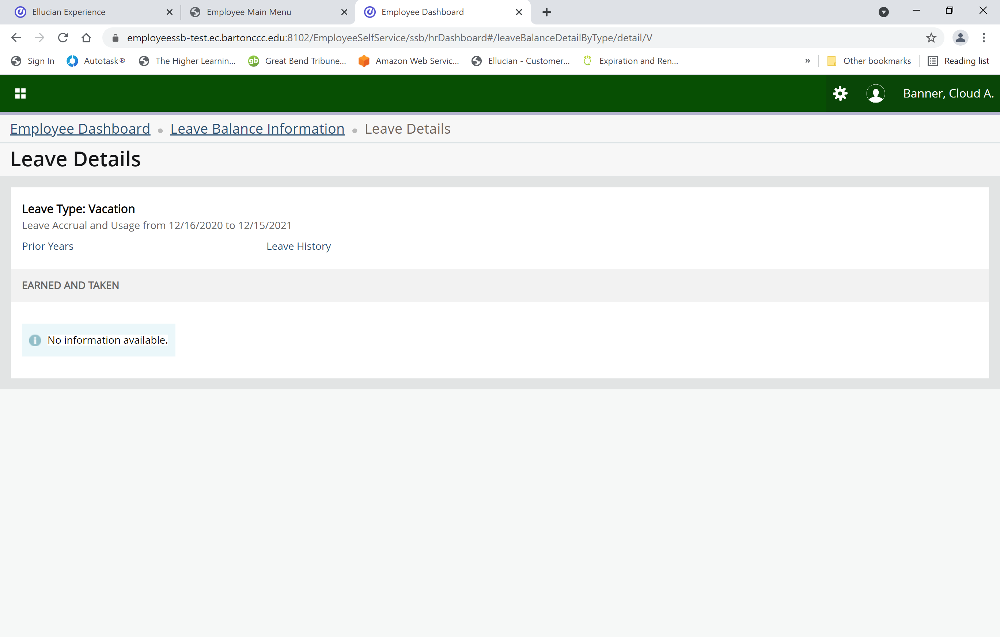 Ellucian Experience
Employee Main Menu
Employee Dashboard
employeessb-test.ec.bartonccc.edu:8102/EmployeeSelfService/ssb/hrDashboard#/leaveBalanceDetailByType/detail/V
Sign In
Autotask®
The Higher Learnin...
gb
Great Bend Tribune...
Amazon Web Servic...
Ellucian - Customer...
Expiration and Ren...
»
Other bookmarks
Reading list
Banner, Cloud A.
Employee Dashboard • Leave Balance Information • Leave Details
Leave Details
Leave Type: Vacation
Leave Accrual and Usage from 12/16/2020 to 12/15/2021
Prior Years
Leave History
EARNED AND TAKEN
No information available.